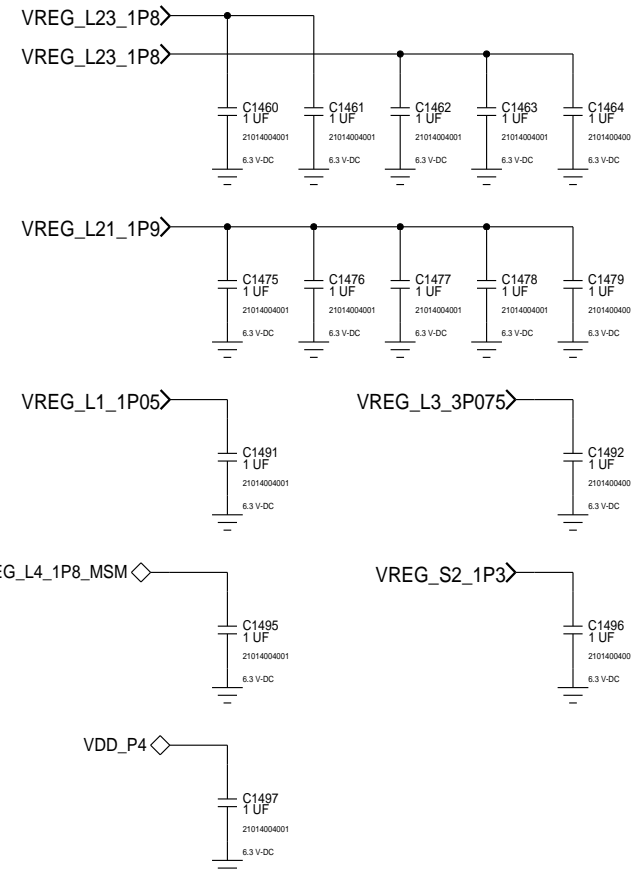 VREG_L23_1P8
VREG_L23_1P8
C1460
1 UF
21014004001
6.3 V-DC
C1461
1 UF
21014004001
6.3 V-DC
C1462
1 UF
21014004001
6.3 V-DC
C1463
1 UF
21014004001
6.3 V-DC
C1464
1 UF
2101400400
6.3 V-DC
VREG_L21_1P9
C1475
1 UF
21014004001
6.3 V-DC
C1476
1 UF
21014004001
6.3 V-DC
C1477
1 UF
21014004001
6.3 V-DC
C1478
1 UF
21014004001
6.3 V-DC
C1479
1 UF
2101400400
6.3 V-DC
VREG_L1_1P05
C1491
1 UF
21014004001
6.3 V-DC
VREG_L3_3P075
C1492
1 UF
2101400400
6.3 V-DC
EG_L4_1P8_MSM
C1495
1 UF
21014004001
6.3 V-DC
VREG_S2_1P3
C1496
1 UF
2101400400
6.3 V-DC
VDD_P4
C1497
1 UF
21014004001
6.3 V-DC